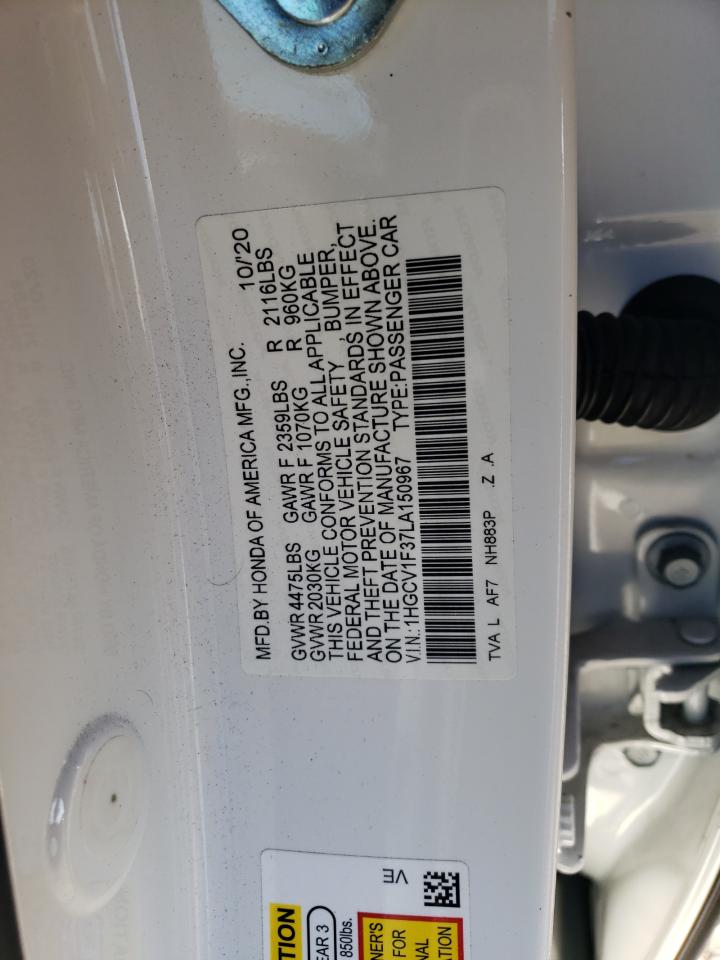 MFD.BY HONDA OF AMERICA MFG.,INC. 10/'20
GVWR 4475LBS GAWR F 2359LBS R 2116LBS
GVWR 2030KG GAWR F 1070KG R 960KG
THIS VEHICLE CONFORMS TO ALL APPLICABLE
FEDERAL MOTOR VEHICLE SAFETY , BUMPER,
AND THEFT PREVENTION STANDARDS IN EFFECT
ON THE DATE OF MANUFACTURE SHOWN ABOVE.
V.I.N.:1HGCV1F37LA150967 TYPE:PASSENGER CAR
TVA L AF7 NH883P .Z .A
VE
TION
EAR 3
850lbs.
NER'S
FOR
NAL
ATION